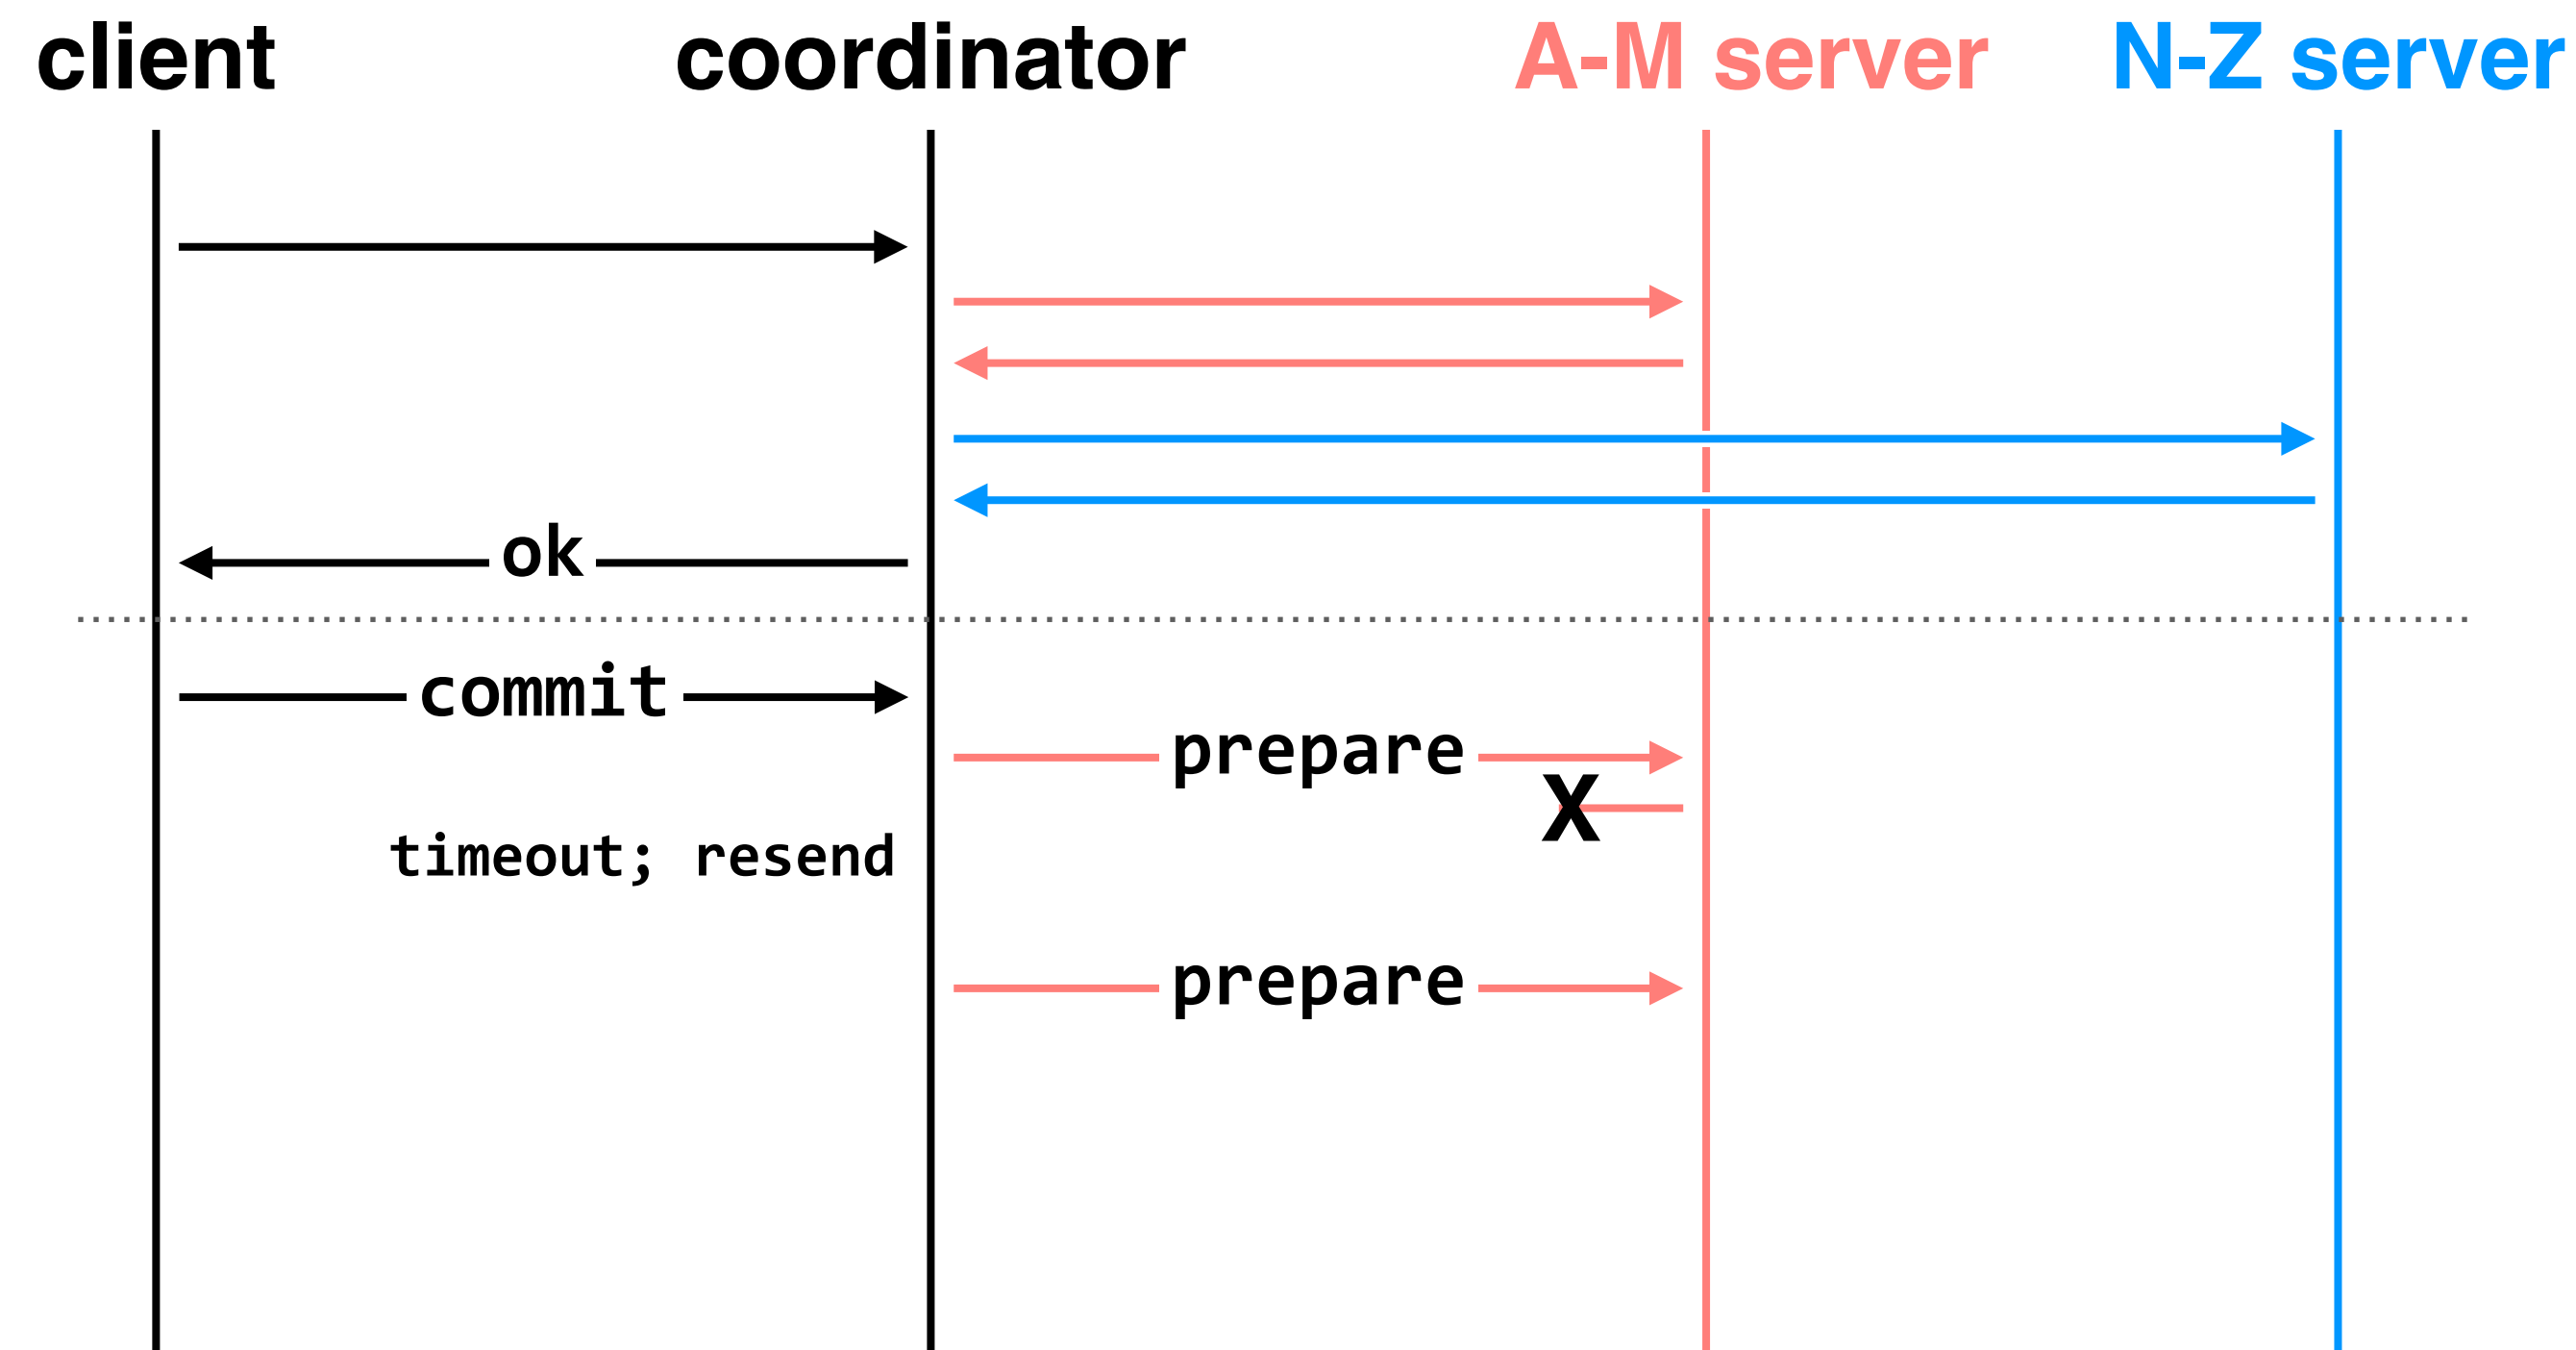 client coordinator A-M server N-Z server
ok
commit
prepare
X
timeout; resend
prepare